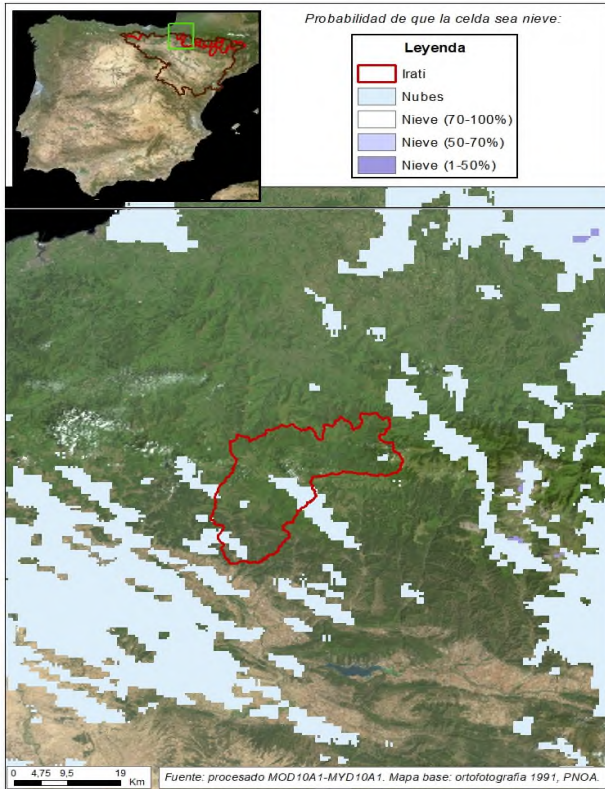 Probabilidad de que la celda sea nieve:
Leyenda
Irati
Nubes
Nieve (70-100%)
Nieve (50-70%)
Nieve (1-50%)
0 4,75 9,5 19
Km
Fuente: procesado MOD10A1-MYD10A1. Mapa base: ortofotografía 1991, PNOA.